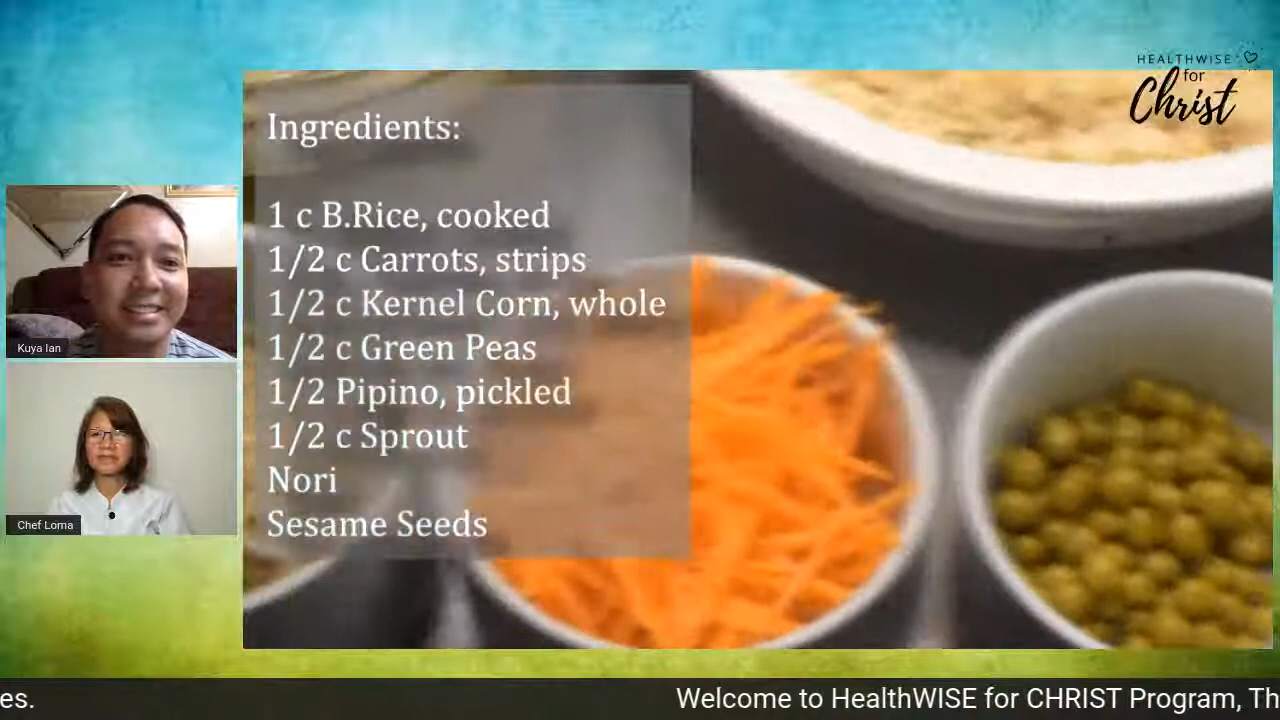 HEALTHWISE
for
Christ
Ingredients:
1 c B.Rice, cooked
1/2 c Carrots, strips
1/2 c Kernel Corn, whole
1/2 c Green Peas
1/2 Pipino, pickled
1/2 c Sprout
Nori
Sesame Seeds
Kuya Ian
Chef Lorna
es.
Welcome to HealthWISE for CHRIST Program, Th